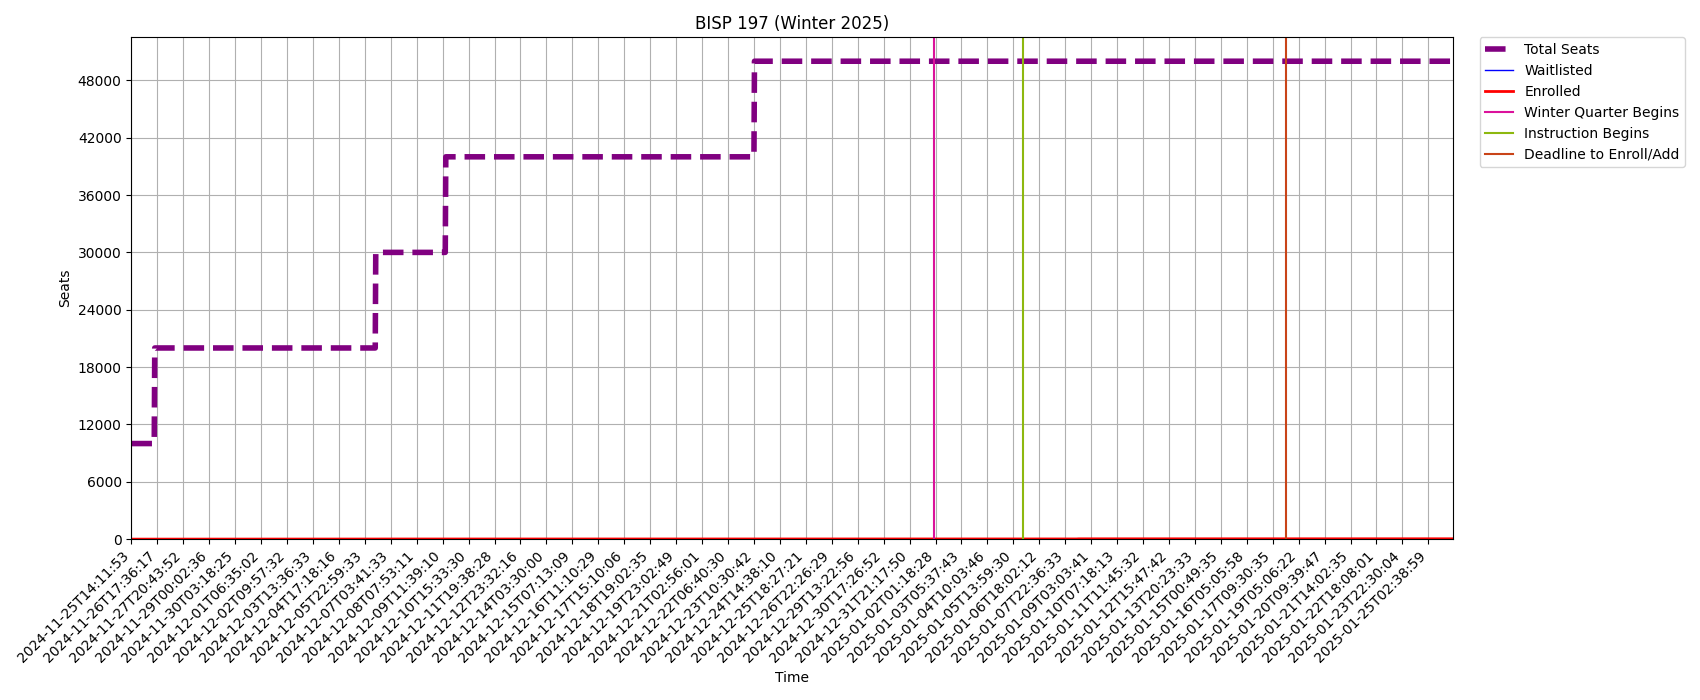 BISP 197 (Winter 2025)
Total Seats
Waitlisted
Enrolled
Winter Quarter Begins
Instruction Begins
Deadline to Enroll/Add
Seats
48000
42000
36000
30000
24000
18000
12000
6000
0
2024-11-25T14:11:53
2024-11-26T17:36:17
2024-11-27T20:43:52
2024-11-29T00:02:36
2024-11-30T03:18:25
2024-12-01T06:35:02
2024-12-02T09:57:32
2024-12-03T13:36:33
2024-12-04T17:18:16
2024-12-05T22:59:33
2024-12-07T03:41:33
2024-12-08T07:53:11
2024-12-09T11:39:10
2024-12-10T15:33:30
2024-12-11T19:38:28
2024-12-12T23:32:16
2024-12-14T03:30:00
2024-12-15T07:13:09
2024-12-16T11:10:29
2024-12-17T15:10:06
2024-12-18T19:02:35
2024-12-19T23:02:49
2024-12-21T02:56:01
2024-12-22T06:40:30
2024-12-23T10:30:42
2024-12-24T14:38:10
2024-12-25T18:27:21
2024-12-26T22:26:29
2024-12-29T13:22:56
2024-12-30T17:26:52
2024-12-31T21:17:50
2025-01-02T01:18:28
2025-01-03T05:37:43
2025-01-04T10:03:46
2025-01-05T13:59:30
2025-01-06T18:02:12
2025-01-07T22:36:33
2025-01-09T03:03:41
2025-01-10T07:18:13
2025-01-11T11:45:32
2025-01-12T15:47:42
2025-01-13T20:23:33
2025-01-15T00:49:35
2025-01-16T05:05:58
2025-01-17T09:30:35
2025-01-19T05:06:22
2025-01-20T09:39:47
2025-01-21T14:02:35
2025-01-22T18:08:01
2025-01-23T22:30:04
2025-01-25T02:38:59
Time